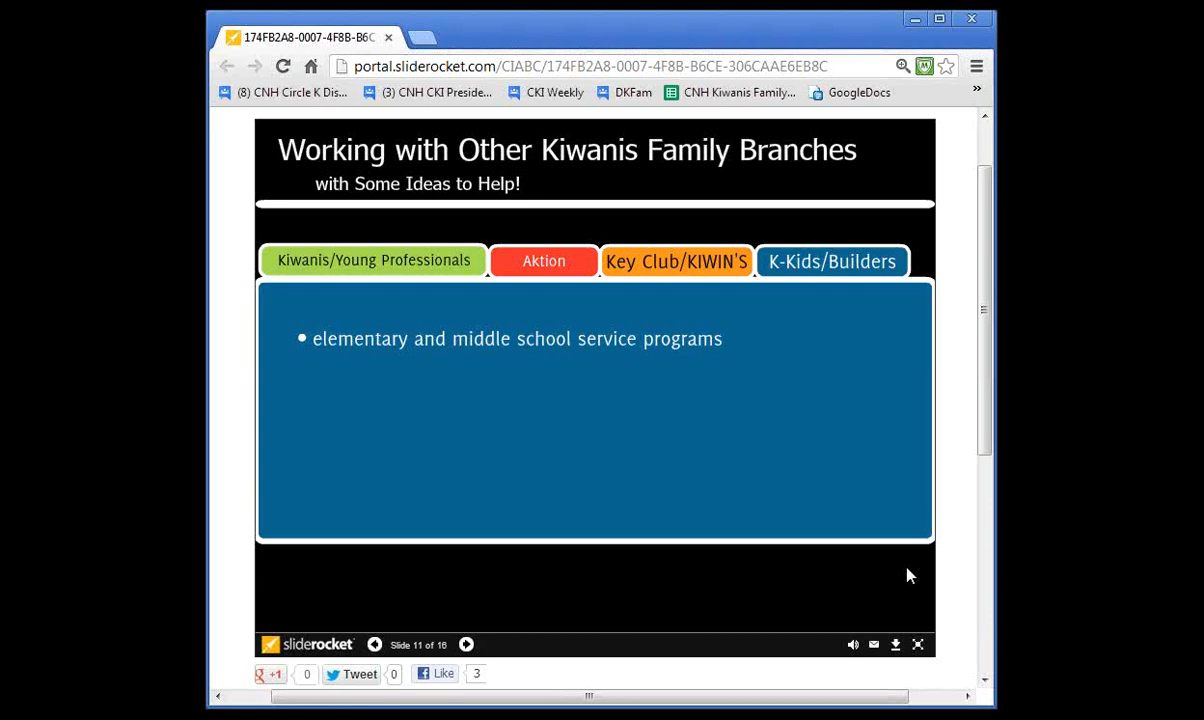 174FB2A8-0007-4F8B-B6C
portal.sliderocket.com/CIABC/174FB2A8-0007-4F8B-B6CE-306CAAE6EB8C
(8) CNH Circle K Dis... (3) CNH CKI Preside... CKI Weekly DKFam CNH Kiwanis Family... GoogleDocs »
Working with Other Kiwanis Family Branches
with Some Ideas to Help!
Kiwanis/Young Professionals Aktion Key Club/KIWIN'S K-Kids/Builders
• elementary and middle school service programs
sliderocket Slide 11 of 16
g +1 0 Tweet 0 Like 3